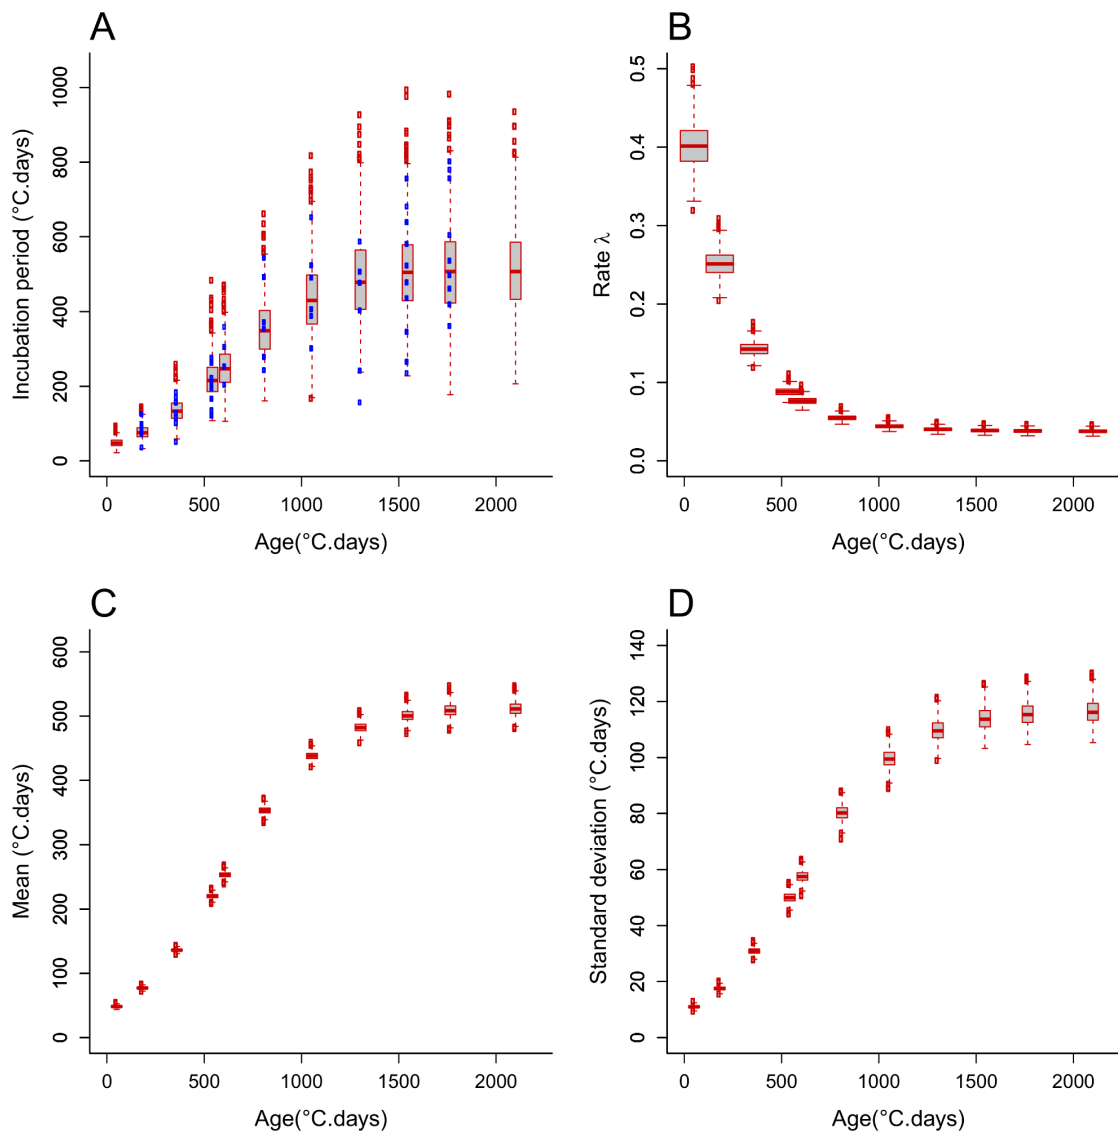 A
Incubation period (°C.days)
1000
800
600
400
200
0
0 500 1000 1500 2000
Age(°C.days)
B
Rate λ
0.5
0.4
0.3
0.2
0.1
0.0
0 500 1000 1500 2000
Age(°C.days)
C
Mean (°C.days)
600
500
400
300
200
100
0
0 500 1000 1500 2000
Age(°C.days)
D
Standard deviation (°C.days)
140
120
100
80
60
40
20
0
0 500 1000 1500 2000
Age(°C.days)